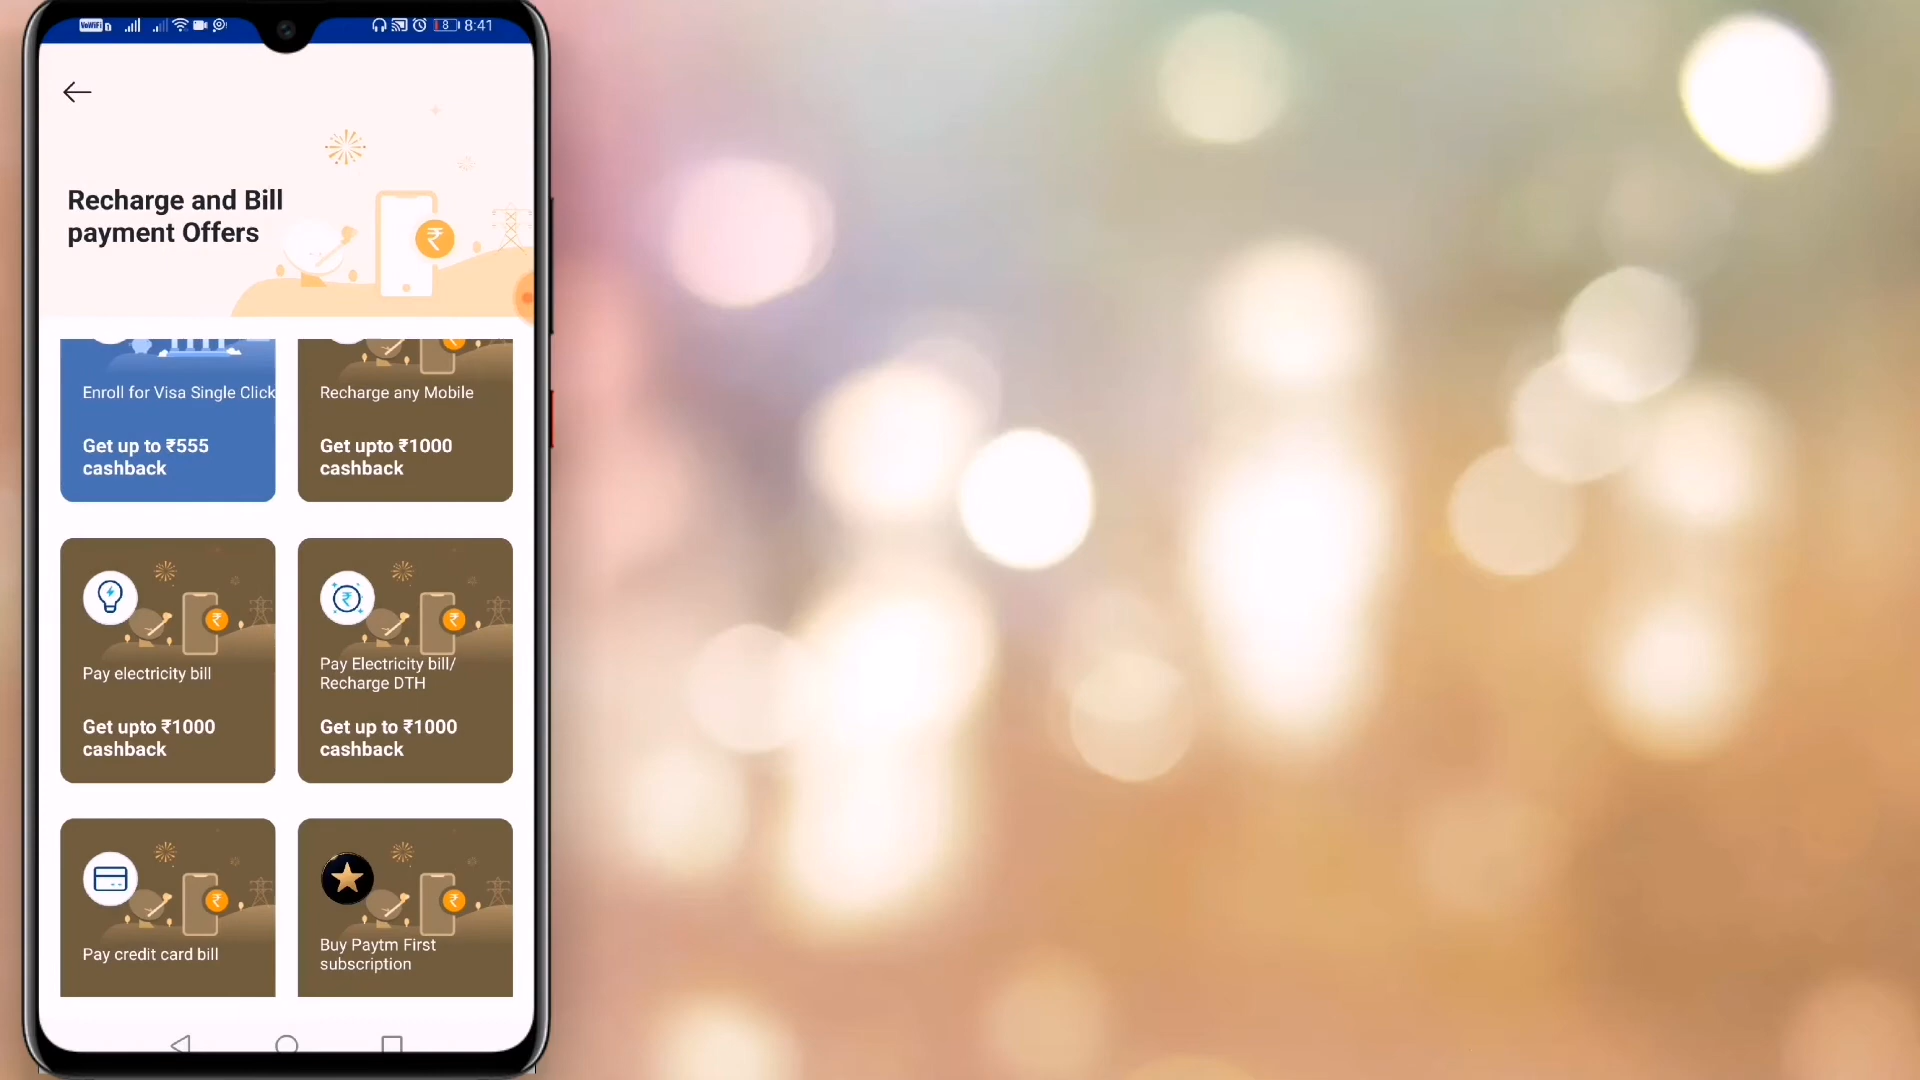 VoWiFi
8
8:41
Recharge and Bill
payment Offers
₹
Enroll for Visa Single Click
Get up to ₹555
cashback
Recharge any Mobile
Get upto ₹1000
cashback
₹
Pay electricity bill
Get upto ₹1000
cashback
₹
₹
Pay Electricity bill/
Recharge DTH
Get up to ₹1000
cashback
₹
Pay credit card bill
₹
Buy Paytm First
subscription